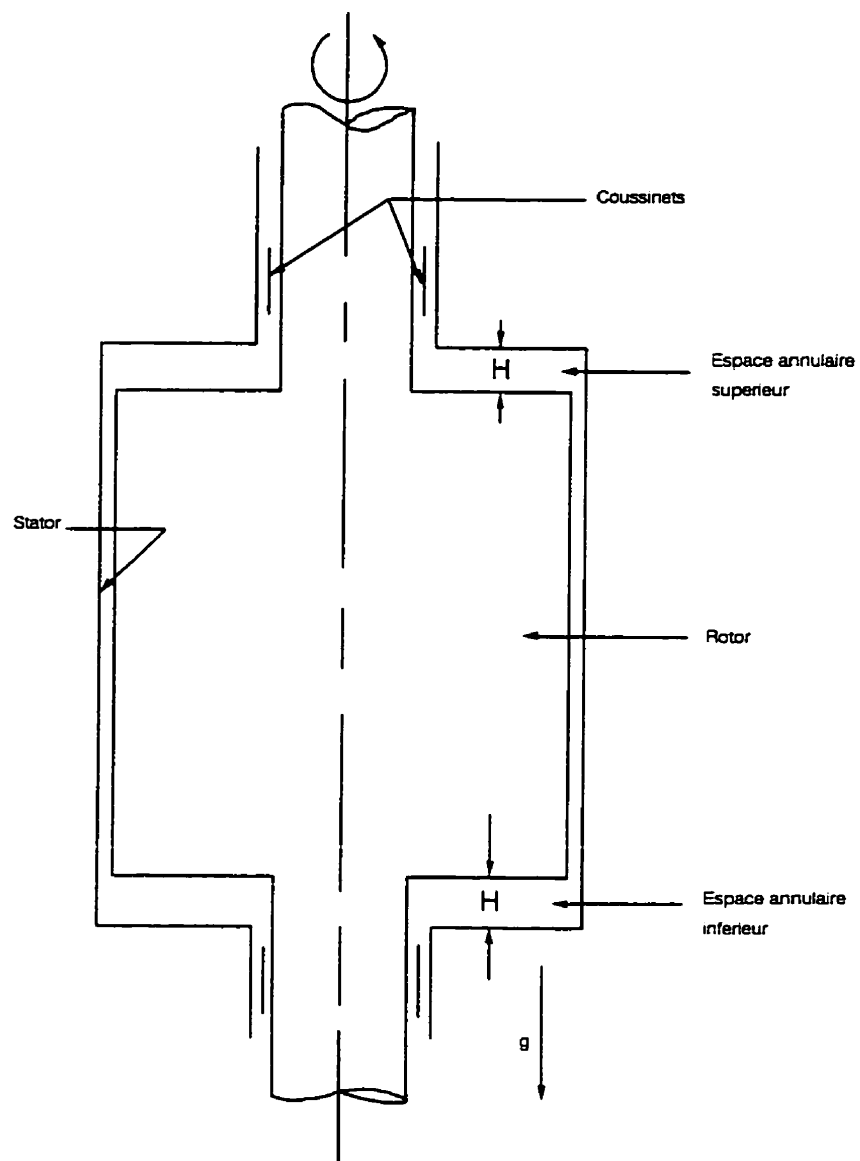 Coussinets
H
Espace annulaire
superieur
Stator
Rotor
H
Espace annulaire
inferieur
g